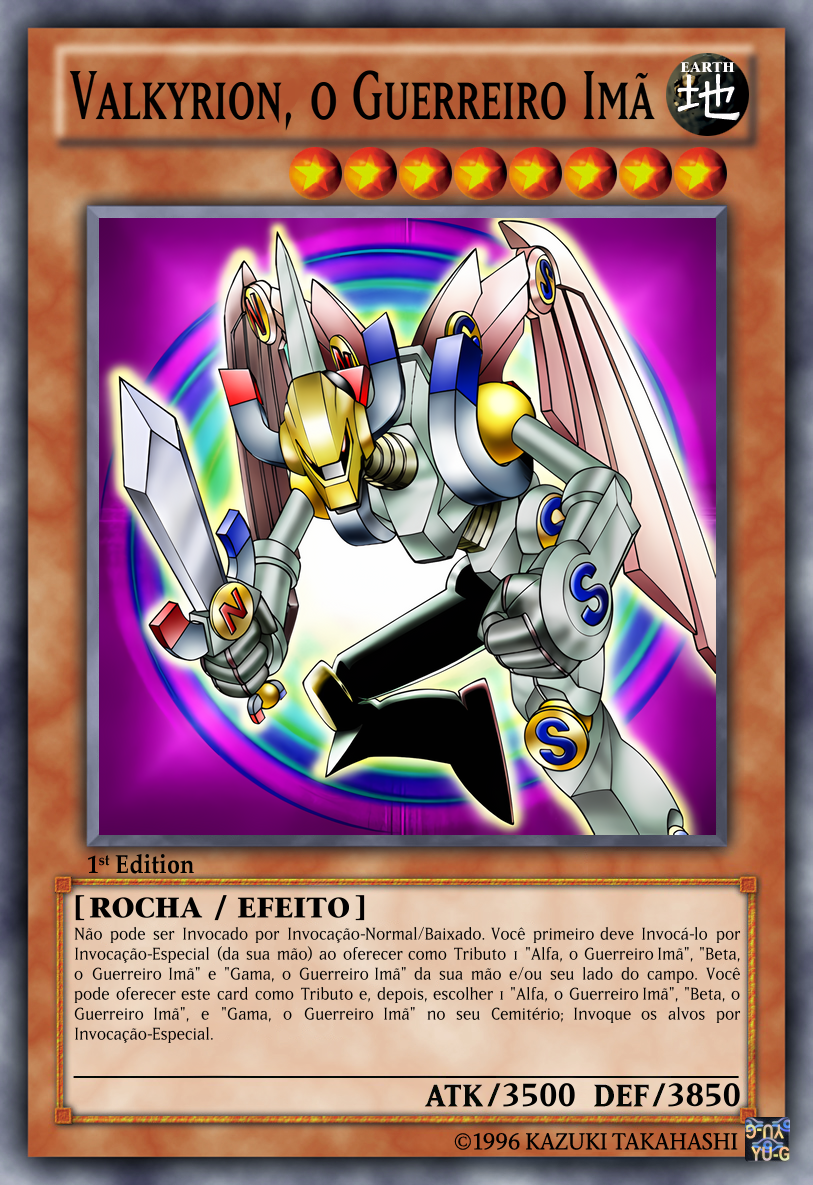 Valkyrion, o Guerreiro Imã
EARTH
地
N
N
S
S
N
S
S
S
1st Edition
[ROCHA / EFEITO]
Não pode ser Invocado por Invocação-Normal/Baixado. Você primeiro deve Invocá-lo por
Invocação-Especial (da sua mão) ao oferecer como Tributo 1 "Alfa, o Guerreiro Imã", "Beta,
o Guerreiro Imã" e "Gama, o Guerreiro Imã" da sua mão e/ou seu lado do campo. Você
pode oferecer este card como Tributo e, depois, escolher 1 "Alfa, o Guerreiro Imã", "Beta, o
Guerreiro Imã", e "Gama, o Guerreiro Imã" no seu Cemitério; Invoque os alvos por
Invocação-Especial.
ATK/3500 DEF/3850
©1996 KAZUKI TAKAHASHI
YU-G